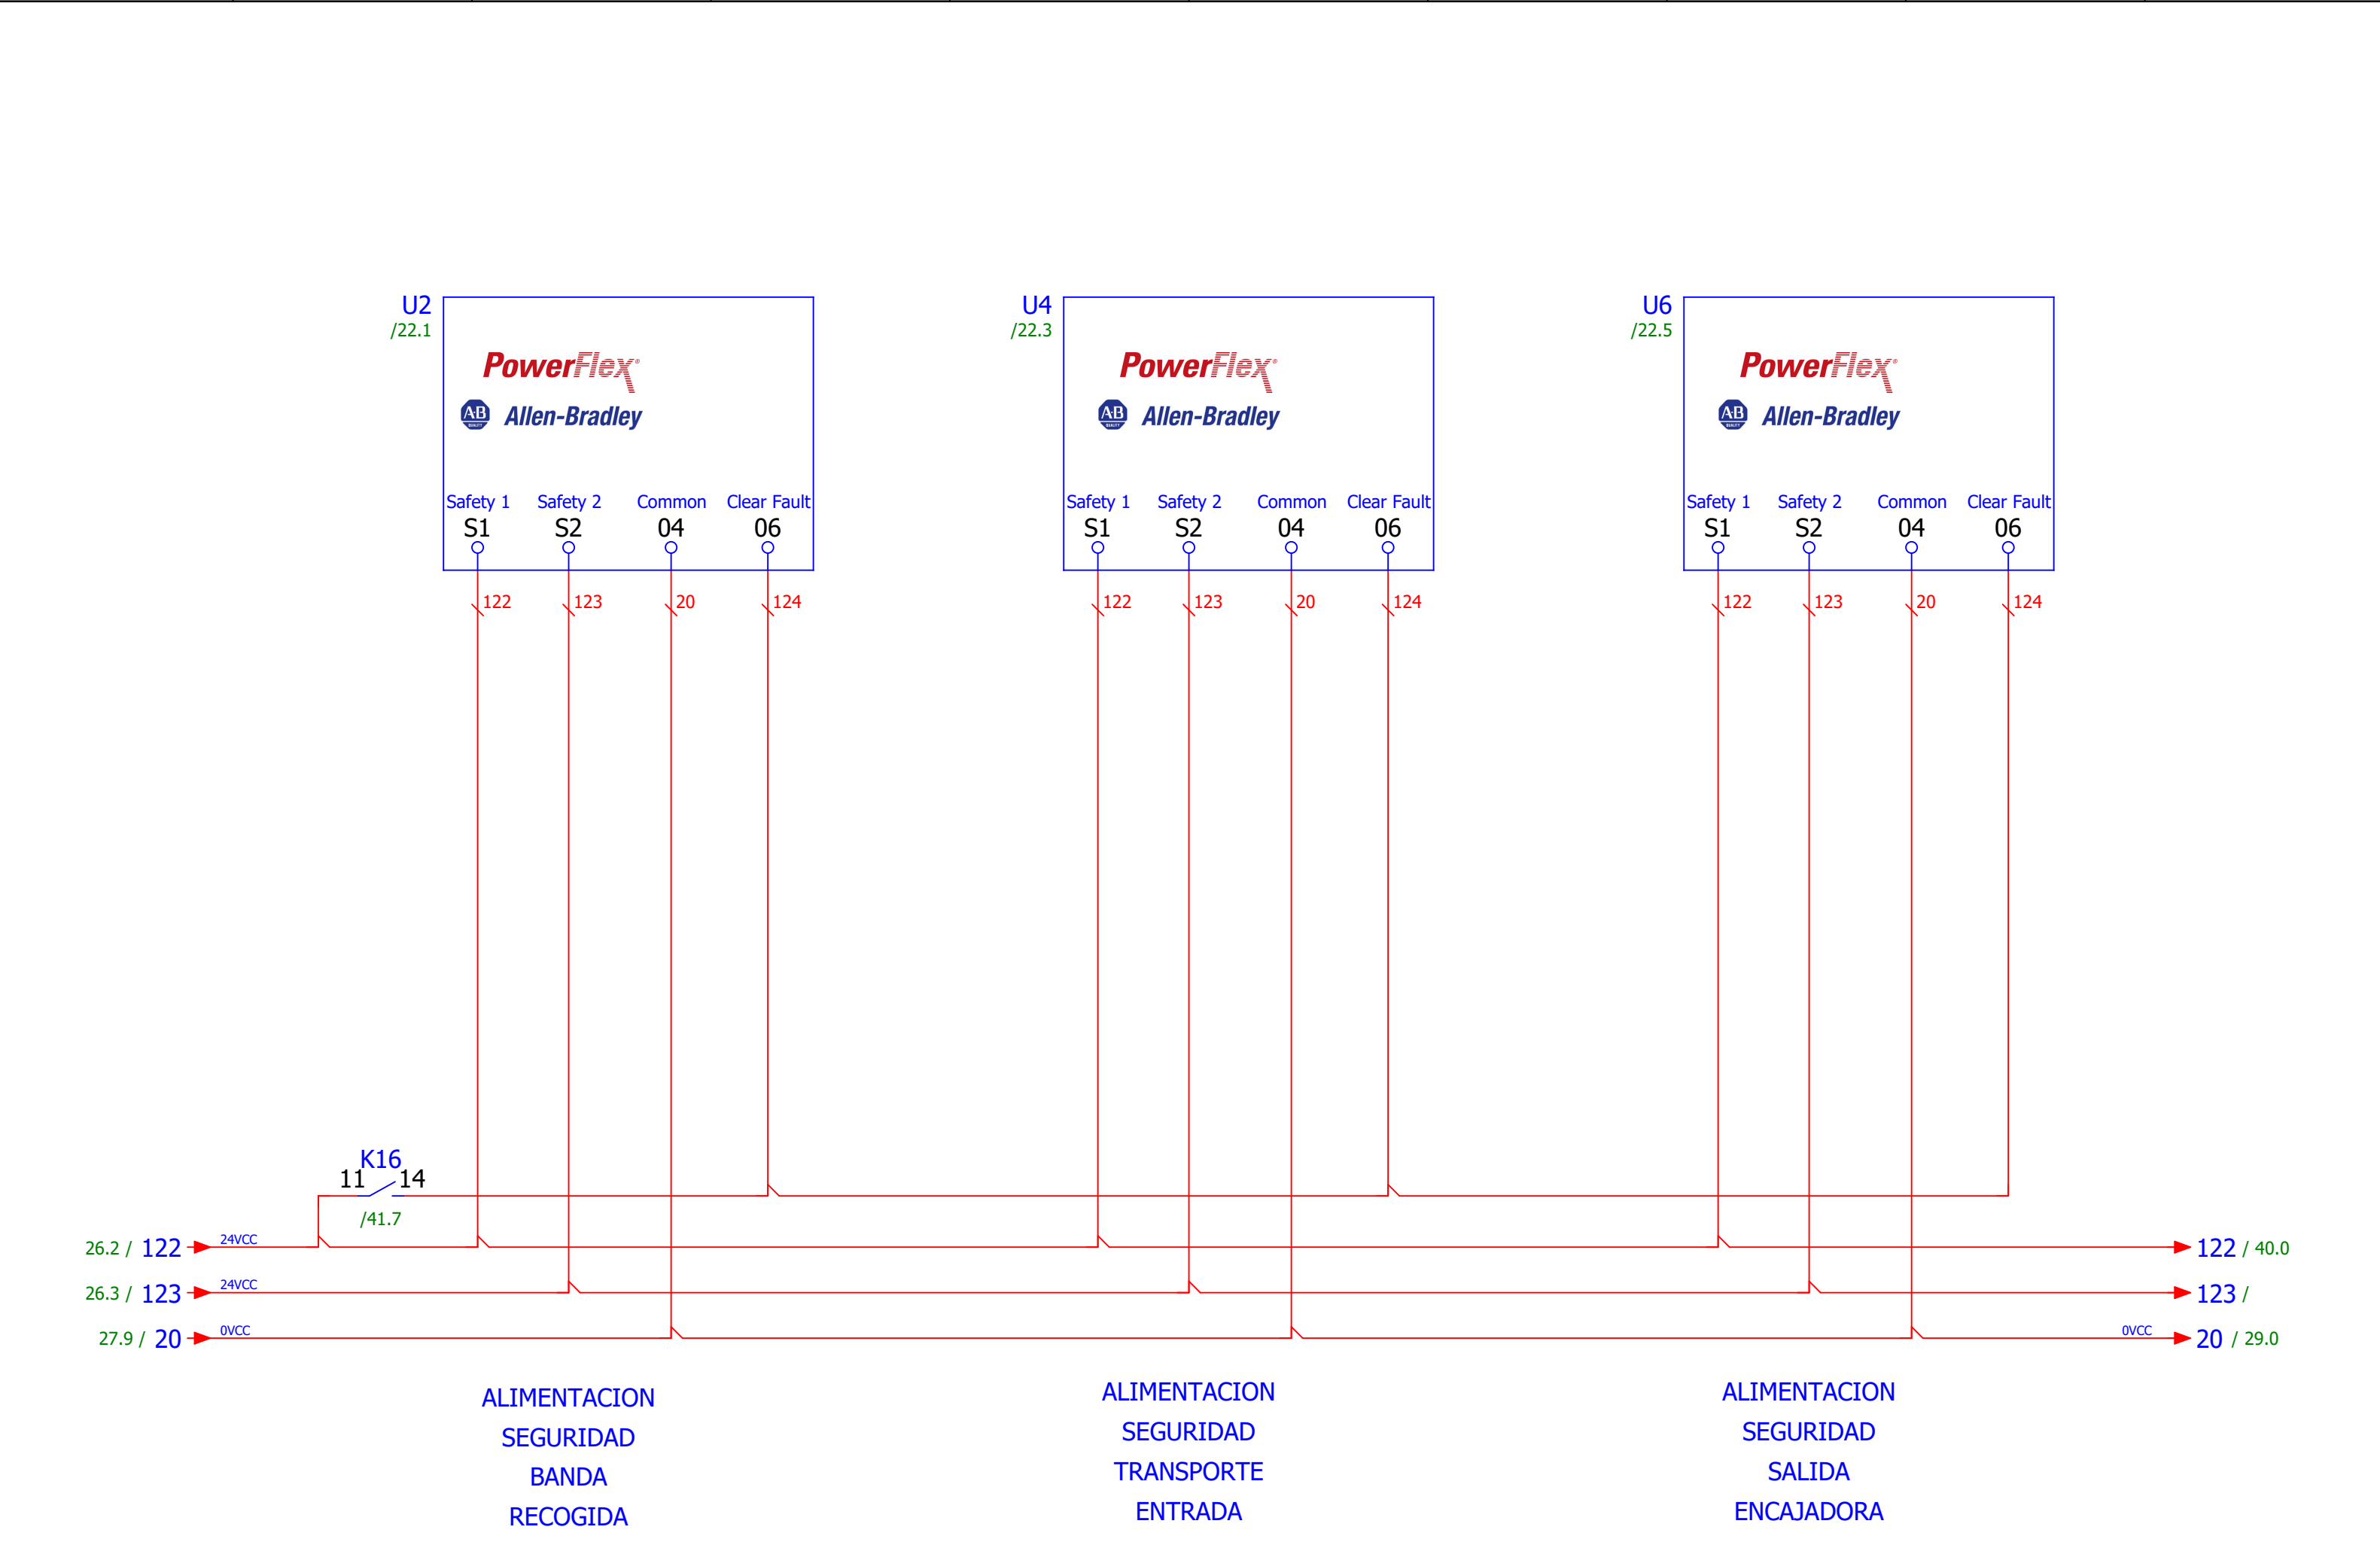 U2
/22.1
PowerFlex®
A-B
QUALITY
Allen-Bradley
Safety 1 Safety 2 Common Clear Fault
S1 S2 04 06
122 123 20 124
U4
/22.3
PowerFlex®
A-B
QUALITY
Allen-Bradley
Safety 1 Safety 2 Common Clear Fault
S1 S2 04 06
122 123 20 124
U6
/22.5
PowerFlex®
A-B
QUALITY
Allen-Bradley
Safety 1 Safety 2 Common Clear Fault
S1 S2 04 06
122 123 20 124
K16
11 14
/41.7
26.2 / 122 24VCC 122 / 40.0
26.3 / 123 24VCC 123 /
27.9 / 20 0VCC 0VCC 20 / 29.0
ALIMENTACION
SEGURIDAD
BANDA
RECOGIDA
ALIMENTACION
SEGURIDAD
TRANSPORTE
ENTRADA
ALIMENTACION
SEGURIDAD
SALIDA
ENCAJADORA